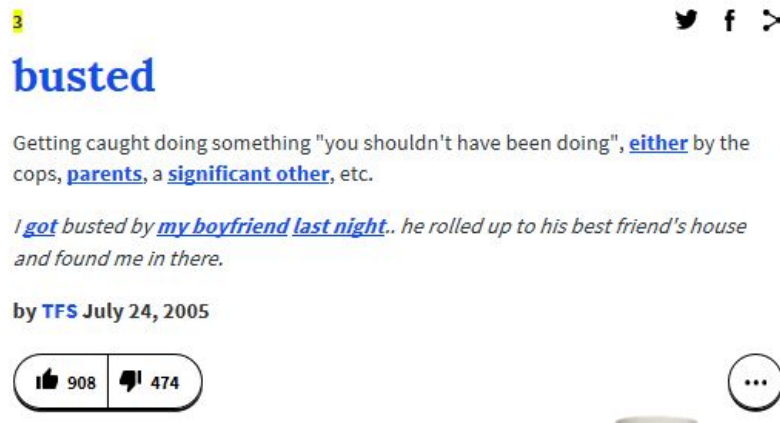 3
busted
Getting caught doing something "you shouldn't have been doing", either by the
cops, parents, a significant other, etc.
I got busted by my boyfriend last night.. he rolled up to his best friend's house
and found me in there.
by TFS July 24, 2005
908 474